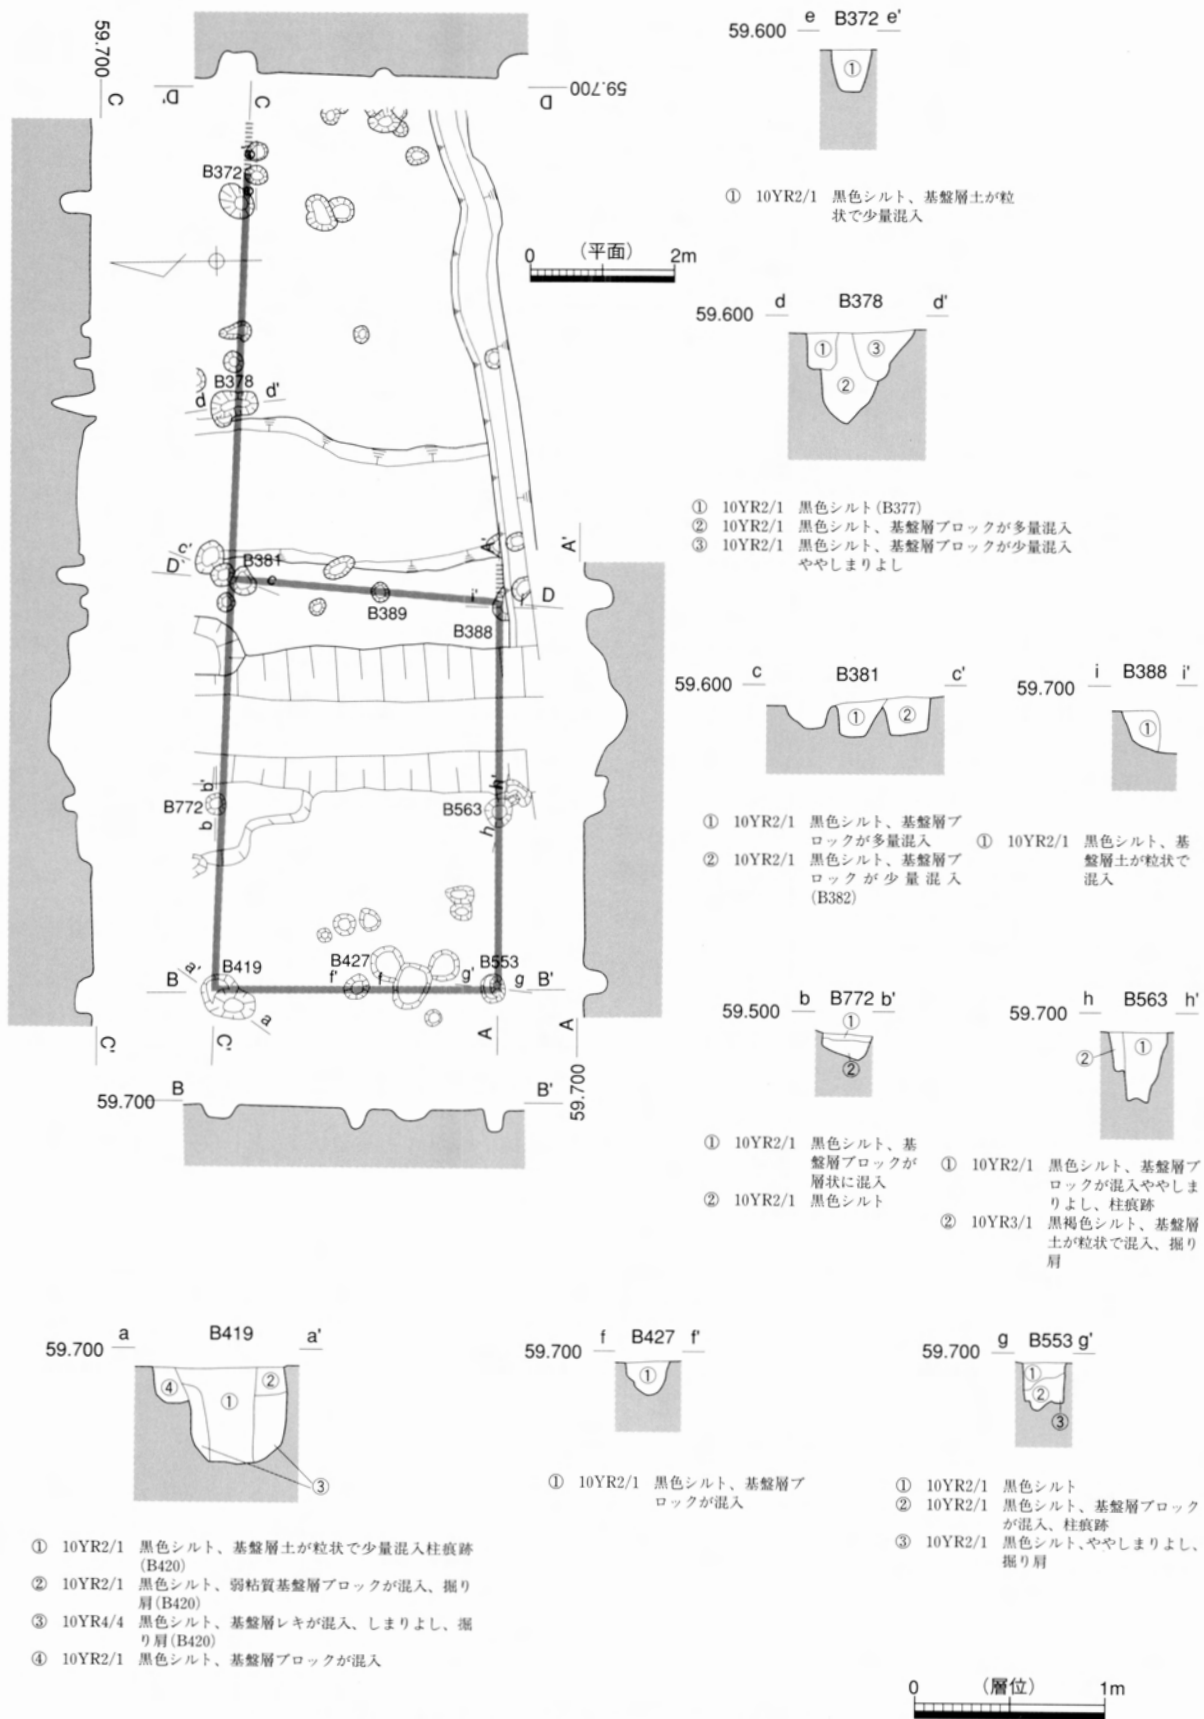 59.700
C
D'
C
D
59.700
59.600 e B372 e'
①
① 10YR2/1 黒色シルト、基盤層土が粒
状で少量混入
B372
(平面)
0 2m
59.600 d B378 d'
① ③
②
① 10YR2/1 黒色シルト(B377)
② 10YR2/1 黒色シルト、基盤層ブロックが多量混入
③ 10YR2/1 黒色シルト、基盤層ブロックが少量混入
ややしまりよし
B378
d d'
c'
D'
B381
c
B389
A'
A'
i' i
D
B388
59.600 c B381 c'
① ②
① 10YR2/1 黒色シルト、基盤層ブ
ロックが多量混入
② 10YR2/1 黒色シルト、基盤層ブ
ロックが少量混入
(B382)
59.700 i B388 i'
①
① 10YR2/1 黒色シルト、基
盤層土が粒状で
混入
b'
B772
b
h'
B563
h
59.500 b B772 b'
①
②
① 10YR2/1 黒色シルト、基
盤層ブロックが
層状に混入
② 10YR2/1 黒色シルト
59.700 h B563 h'
② ①
① 10YR2/1 黒色シルト、基盤層ブ
ロックが混入ややしま
りよし、柱痕跡
② 10YR3/1 黒褐色シルト、基盤層
土が粒状で混入、掘り
肩
a' B419
B
a
f' B427 f
g' B553 g
B'
C'
C'
A
A
59.700 B B'
59.700
59.700 a B419 a'
④ ① ②
③
① 10YR2/1 黒色シルト、基盤層土が粒状で少量混入柱痕跡
(B420)
② 10YR2/1 黒色シルト、弱粘質基盤層ブロックが混入、掘り
肩(B420)
③ 10YR4/4 黒色シルト、基盤層レキが混入、しまりよし、掘
り肩(B420)
④ 10YR2/1 黒色シルト、基盤層ブロックが混入
59.700 f B427 f'
①
① 10YR2/1 黒色シルト、基盤層ブ
ロックが混入
59.700 g B553 g'
①
②
③
① 10YR2/1 黒色シルト
② 10YR2/1 黒色シルト、基盤層ブロック
が混入、柱痕跡
③ 10YR2/1 黒色シルト、ややしまりよし、
掘り肩
(層位)
0 1m